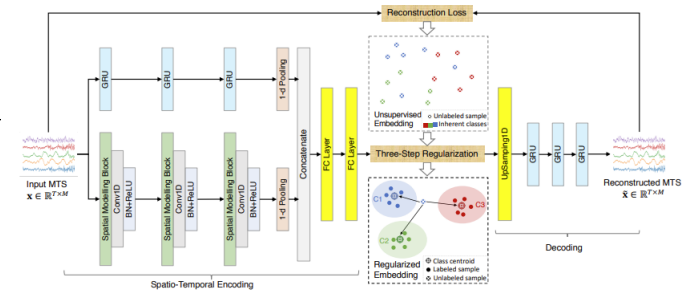 Reconstruction Loss
GRU
GRU
GRU
1-d Pooling
Spatial Modelling Block
Conv1D
BN+ReLU
Spatial Modelling Block
Conv1D
BN+ReLU
Spatial Modelling Block
Conv1D
BN+ReLU
1-d Pooling
Concatenate
FC Layer
FC Layer
Input MTS
x ∈ ℝ^{T×M}
Spatio-Temporal Encoding
Unsupervised
Embedding
Unlabeled sample
Inherent classes
Three-Step Regularization
C1
C3
C2
Regularized
Embedding
Class centroid
Labeled sample
Unlabeled sample
UpSamping1D
GRU
GRU
GRU
Decoding
Reconstructed MTS
x̃ ∈ ℝ^{T×M}